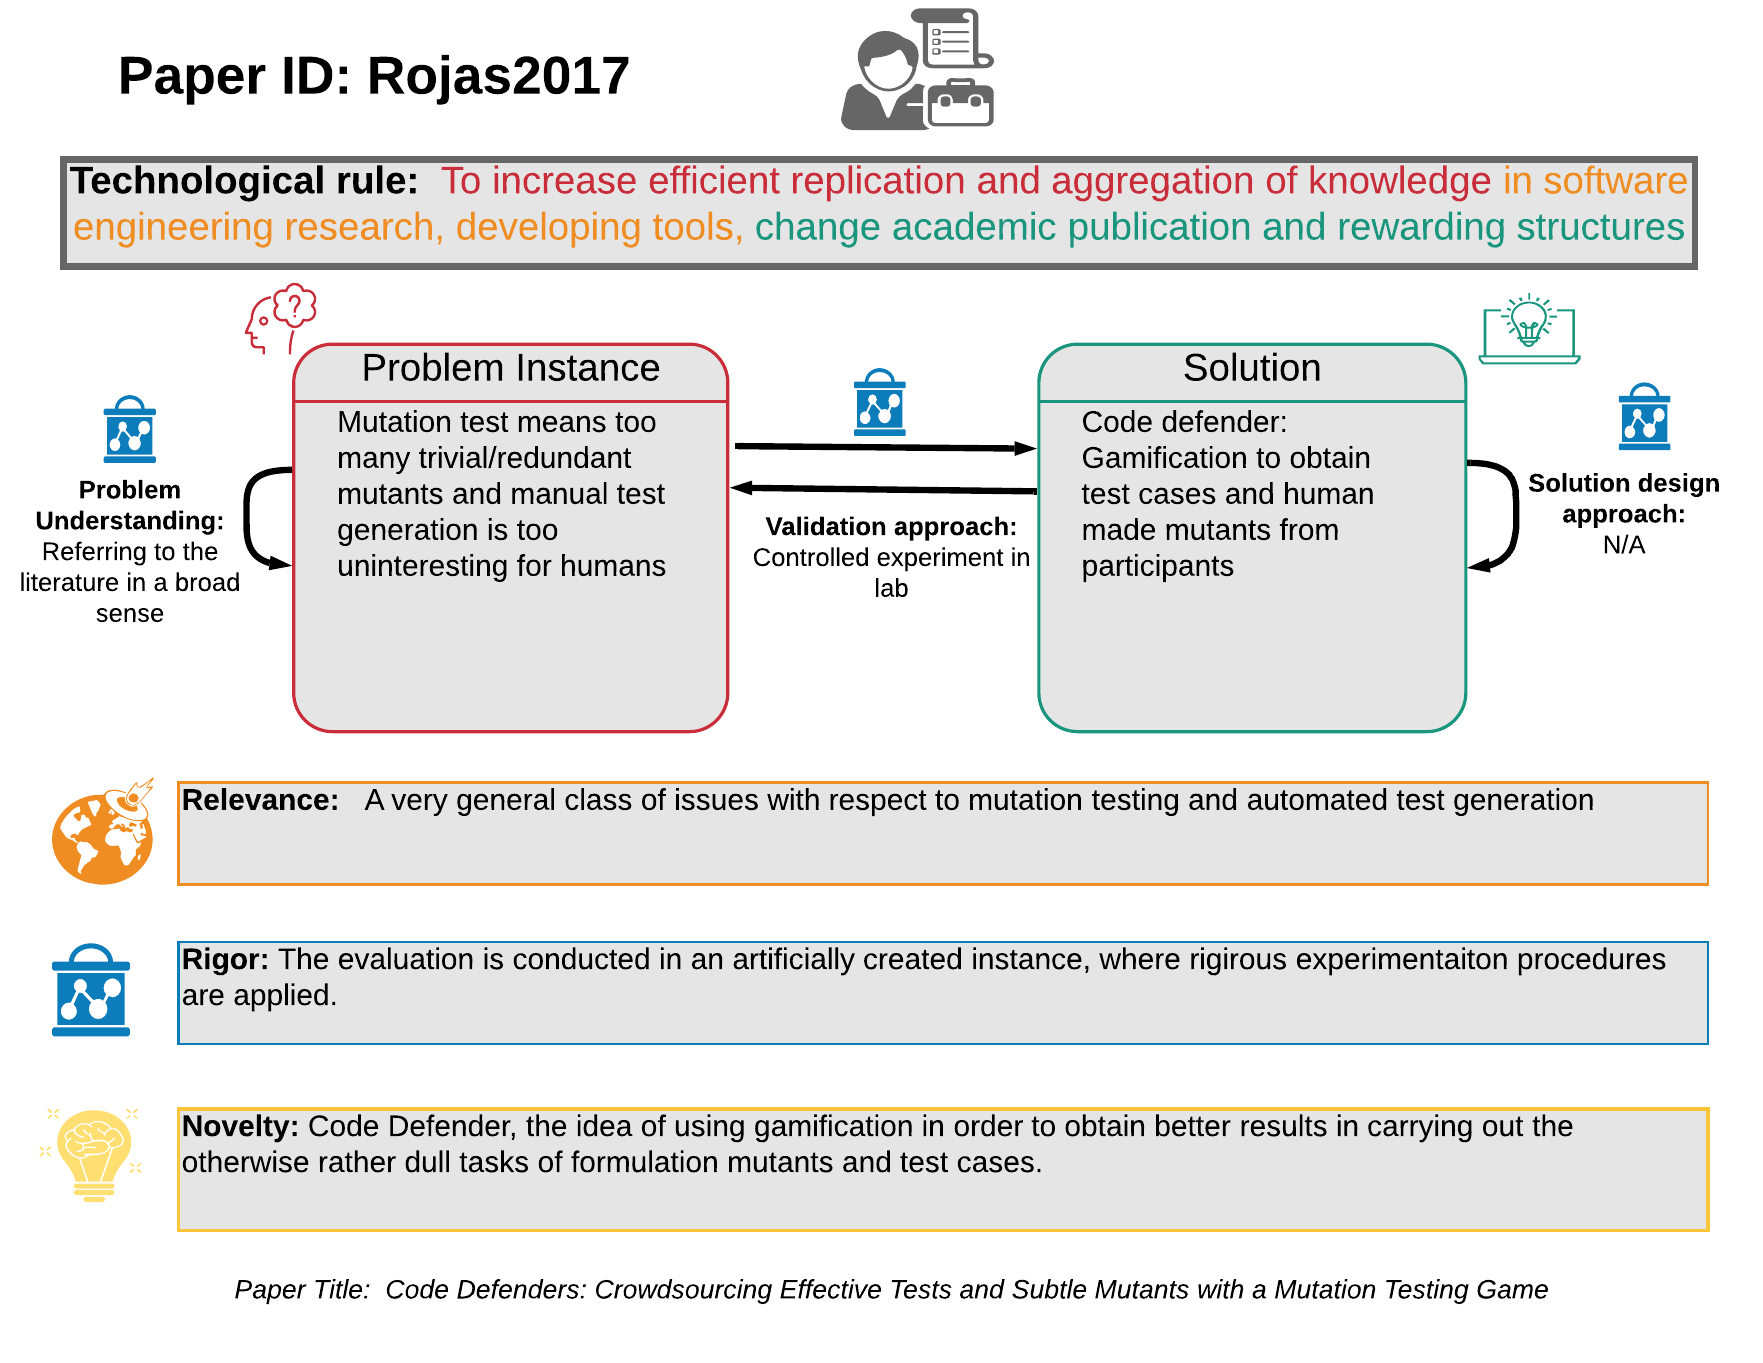 Paper ID: Rojas2017
Technological rule: To increase efficient replication and aggregation of knowledge in software
engineering research, developing tools, change academic publication and rewarding structures
Problem Instance
Mutation test means too
many trivial/redundant
mutants and manual test
generation is too
uninteresting for humans
Problem
Understanding:
Referring to the
literature in a broad
sense
Validation approach:
Controlled experiment in
lab
Solution
Code defender:
Gamification to obtain
test cases and human
made mutants from
participants
Solution design
approach:
N/A
Relevance: A very general class of issues with respect to mutation testing and automated test generation
Rigor: The evaluation is conducted in an artificially created instance, where rigirous experimentaiton procedures
are applied.
Novelty: Code Defender, the idea of using gamification in order to obtain better results in carrying out the
otherwise rather dull tasks of formulation mutants and test cases.
Paper Title: Code Defenders: Crowdsourcing Effective Tests and Subtle Mutants with a Mutation Testing Game